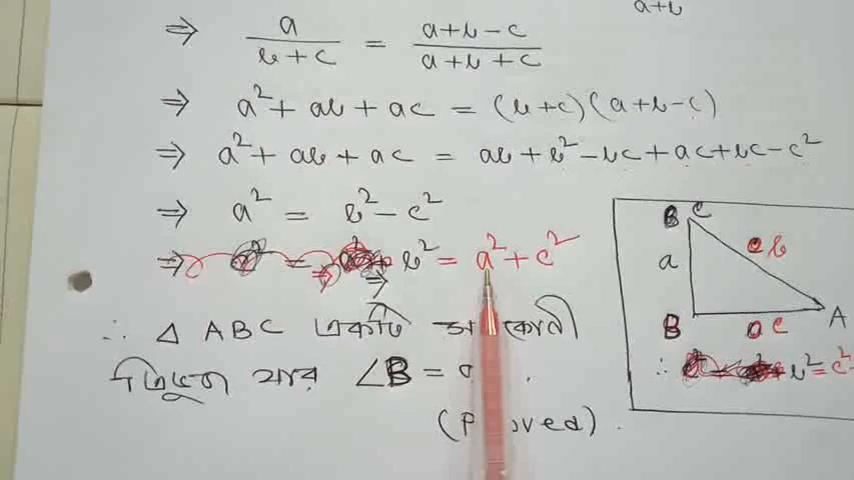 a+b
⇒ a/(b+c) = (a+b-c)/(a+b+c)
⇒ a² + ab + ac = (b+c)(a+b-c)
⇒ a² + ab + ac = ab + b² - bc + ac + bc - c²
⇒ a² = b² - c²
⇒ b² = a² + c²
∴ △ ABC একটি
ত্রিভুজ যার ∠B =
(Proved).
C
a b
B c A
∴ b² = c²